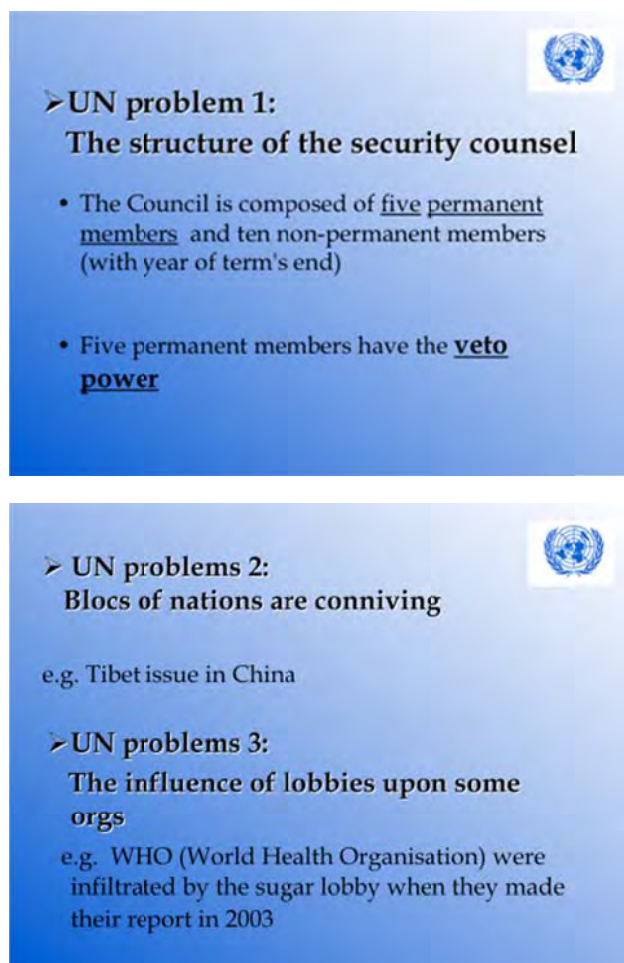 ➢UN problem 1:
The structure of the security counsel
• The Council is composed of five permanent
members and ten non-permanent members
(with year of term's end)
• Five permanent members have the veto
power
➢ UN problems 2:
Blocs of nations are conniving
e.g. Tibet issue in China
➢UN problems 3:
The influence of lobbies upon some
orgs
e.g. WHO (World Health Organisation) were
infiltrated by the sugar lobby when they made
their report in 2003